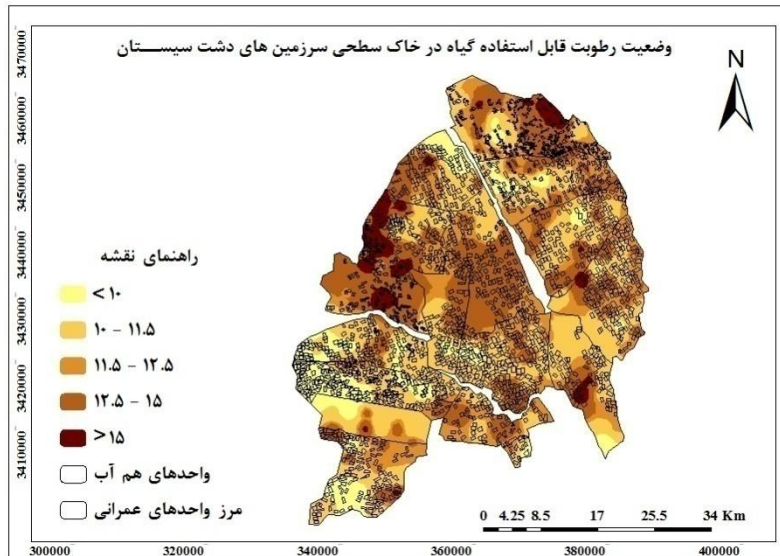 وضعیت رطوبت قابل استفاده گیاه در خاک سطحی سرزمین های دشت سیســـتان
N
3470000
3460000
3450000
3440000
3430000
3420000
3410000
راهنمای نقشه
< ۱۰
۱۰ – ۱۱.۵
۱۱.۵ – ۱۲.۵
۱۲.۵ – ۱۵
> ۱۵
واحدهای هم آب
مرز واحدهای عمرانی
0 4.25 8.5 17 25.5 34 Km
300000 320000 340000 360000 380000 400000